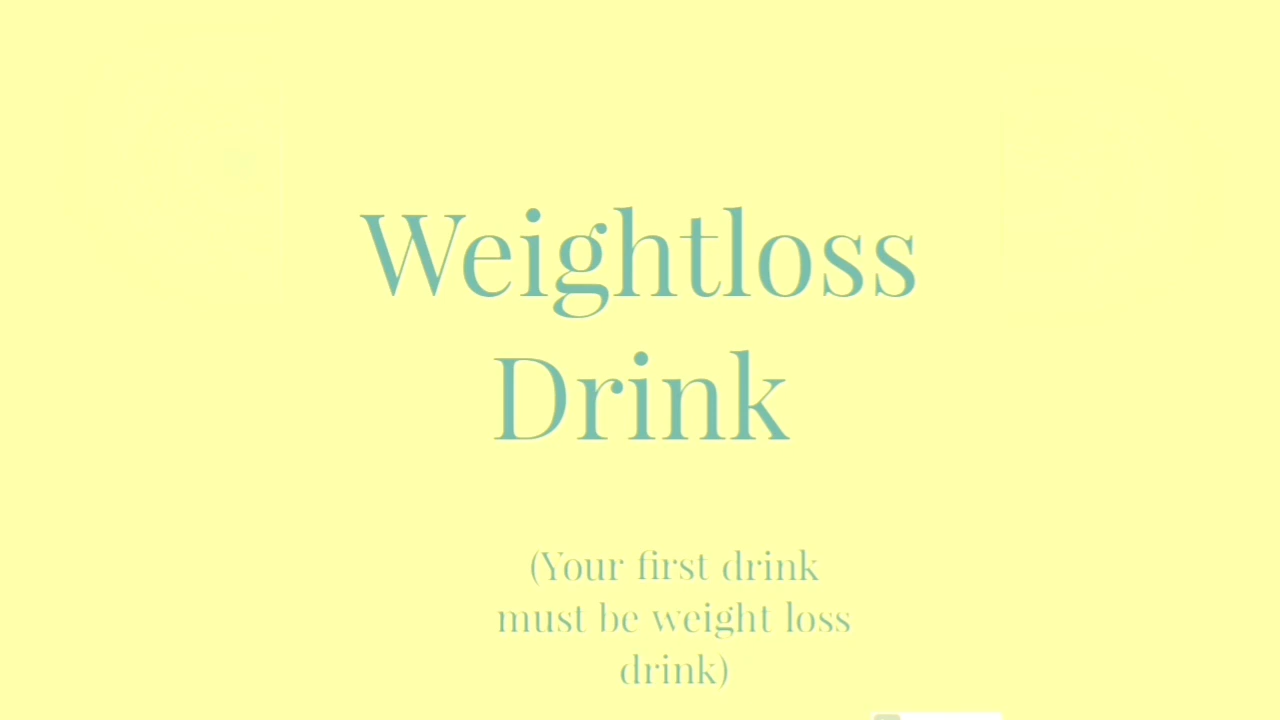 Weightloss
Drink
(Your first drink
must be weight loss
drink)